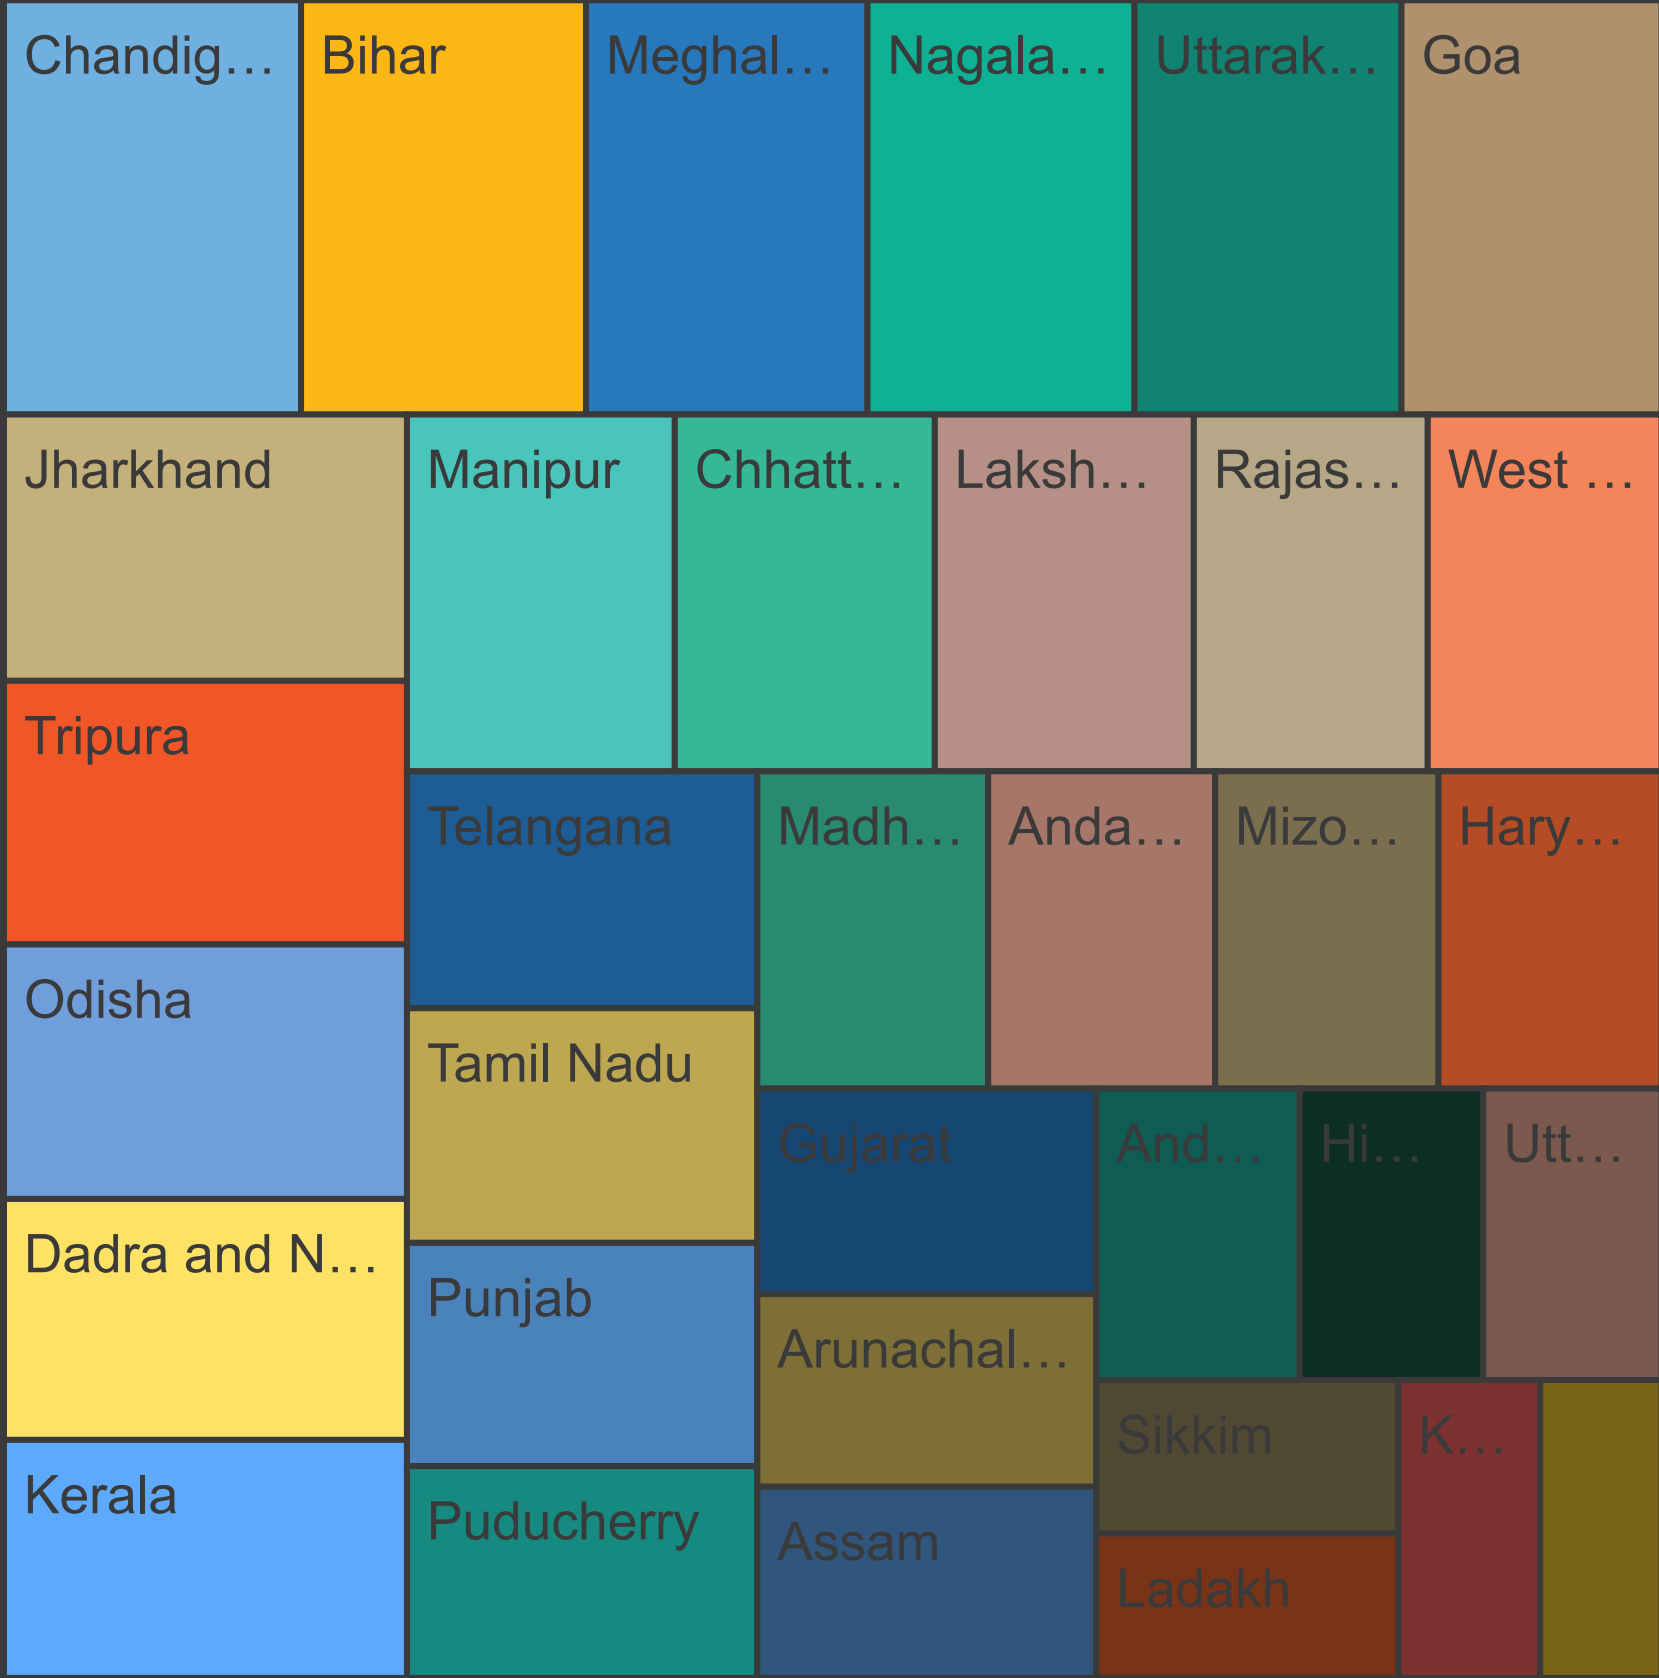 Chandig…
Bihar
Meghal…
Nagala…
Uttarak…
Goa
Jharkhand
Manipur
Chhatt…
Laksh…
Rajas…
West …
Tripura
Telangana
Madh…
Anda…
Mizo…
Hary…
Odisha
Tamil Nadu
Gujarat
And…
Hi…
Utt…
Dadra and N…
Punjab
Arunachal…
Sikkim
K…
Kerala
Puducherry
Assam
Ladakh